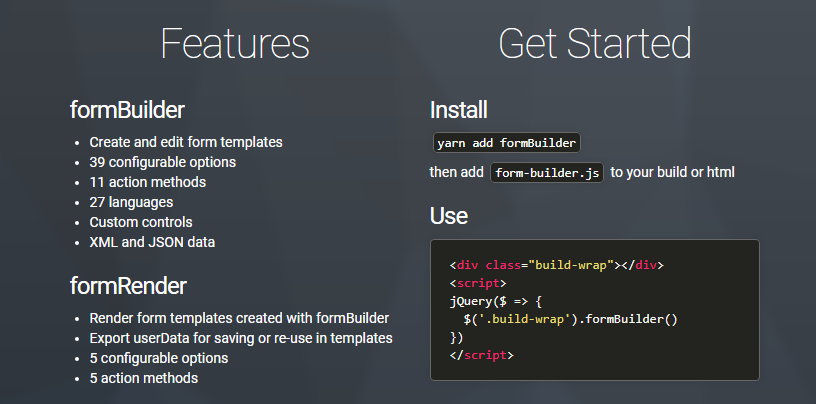 Features
formBuilder
Create and edit form templates
39 configurable options
11 action methods
27 languages
Custom controls
XML and JSON data
formRender
Render form templates created with formBuilder
Export userData for saving or re-use in templates
5 configurable options
5 action methods
Get Started
Install
yarn add formBuilder
then add form-builder.js to your build or html
Use
<div class="build-wrap"></div>
<script>
jQuery($ => {
  $('.build-wrap').formBuilder()
})
</script>